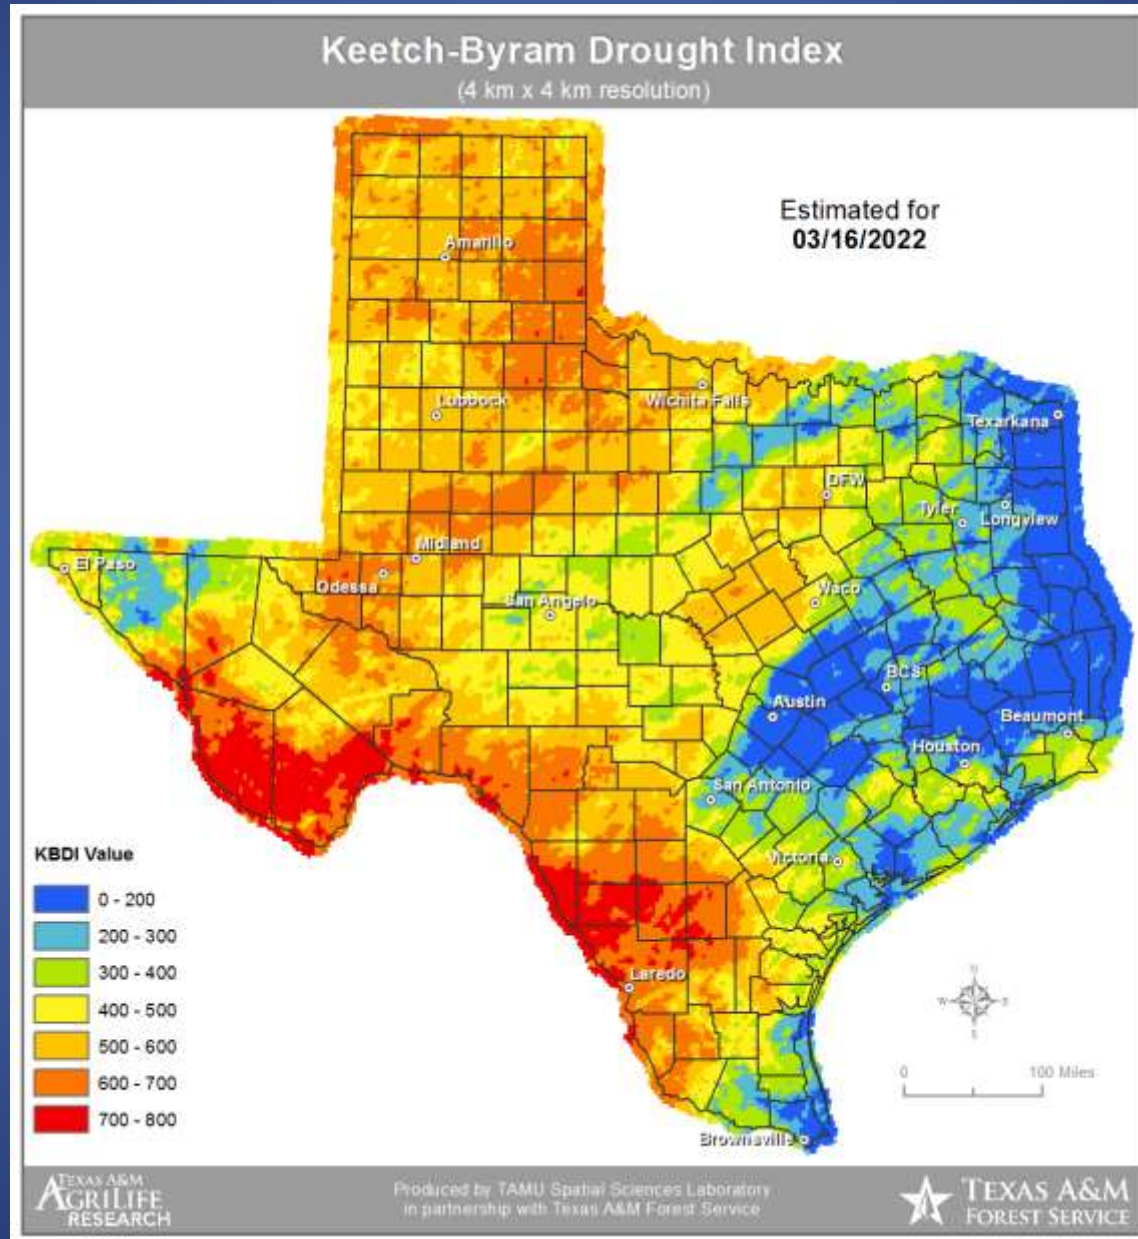 Keetch-Byram Drought Index
(4 km x 4 km resolution)
Estimated for
03/16/2022
Amarillo
Lubbock
Wichita Falls
Texarkana
DFW
Tyler
Longview
Midland
El Paso
Odessa
San Angelo
Waco
BCS
Austin
Beaumont
Houston
San Antonio
Victoria
Laredo
Brownsville
KBDI Value
0 - 200
200 - 300
300 - 400
400 - 500
500 - 600
600 - 700
700 - 800
N
W
E
S
0 100 Miles
TEXAS A&M
AGRILIFE
RESEARCH
Produced by TAMU Spatial Sciences Laboratory
in partnership with Texas A&M Forest Service
TEXAS A&M
FOREST SERVICE